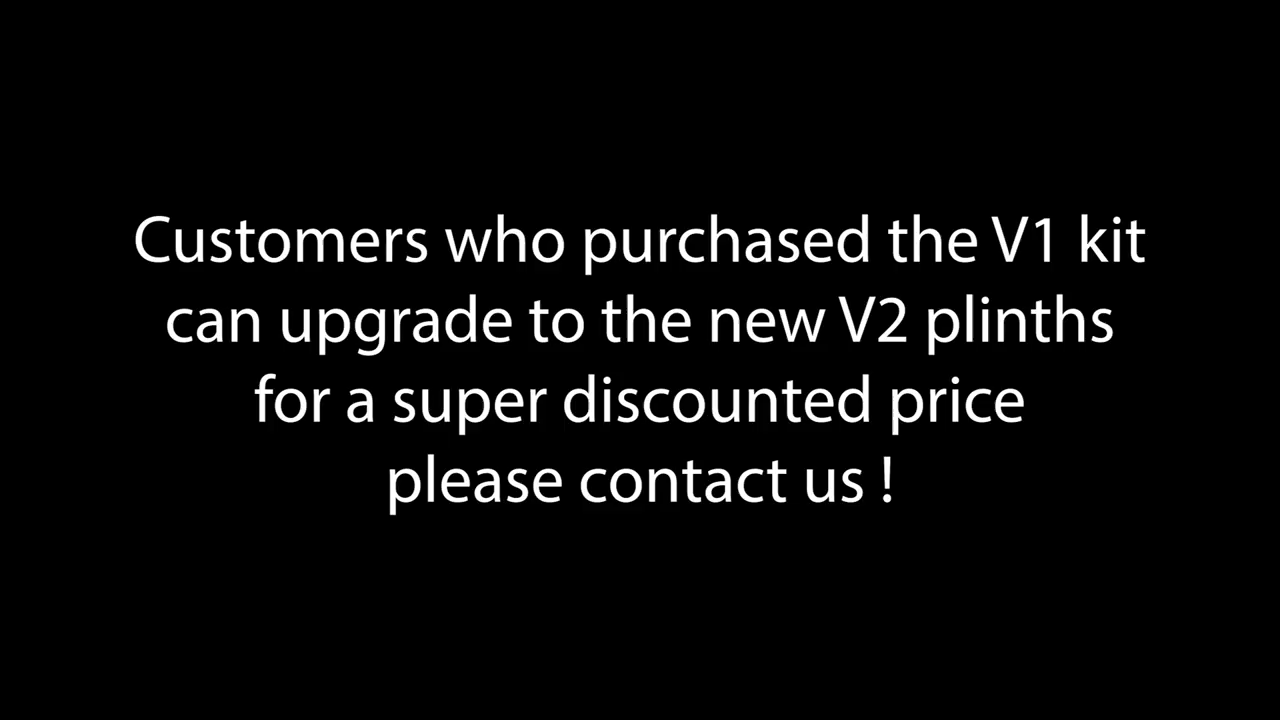 Customers who purchased the V1 kit
can upgrade to the new V2 plinths
for a super discounted price
please contact us !